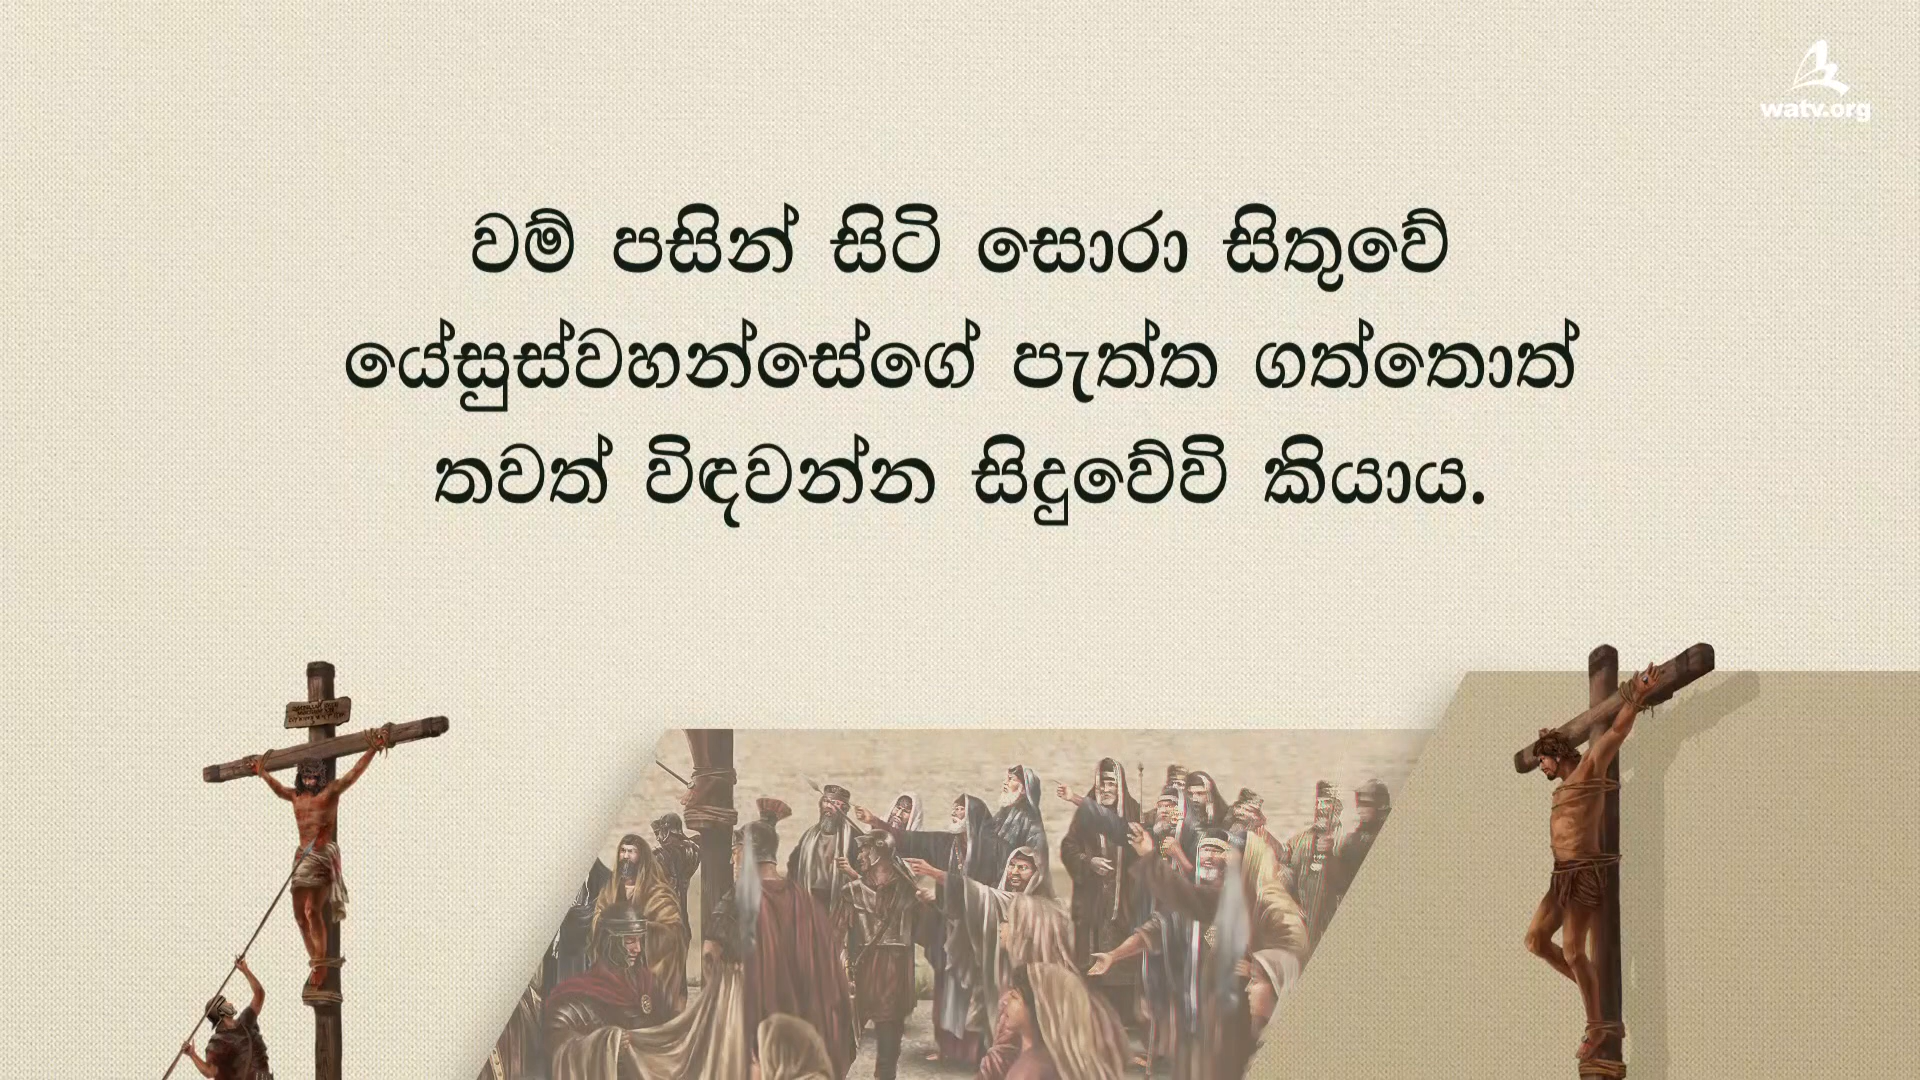 watv.org
වම් පසින් සිටි සොරා සිතුවේ
යේසුස්වහන්සේගේ පැත්ත ගත්තොත්
තවත් විඳවන්න සිදුවේවි කියාය.